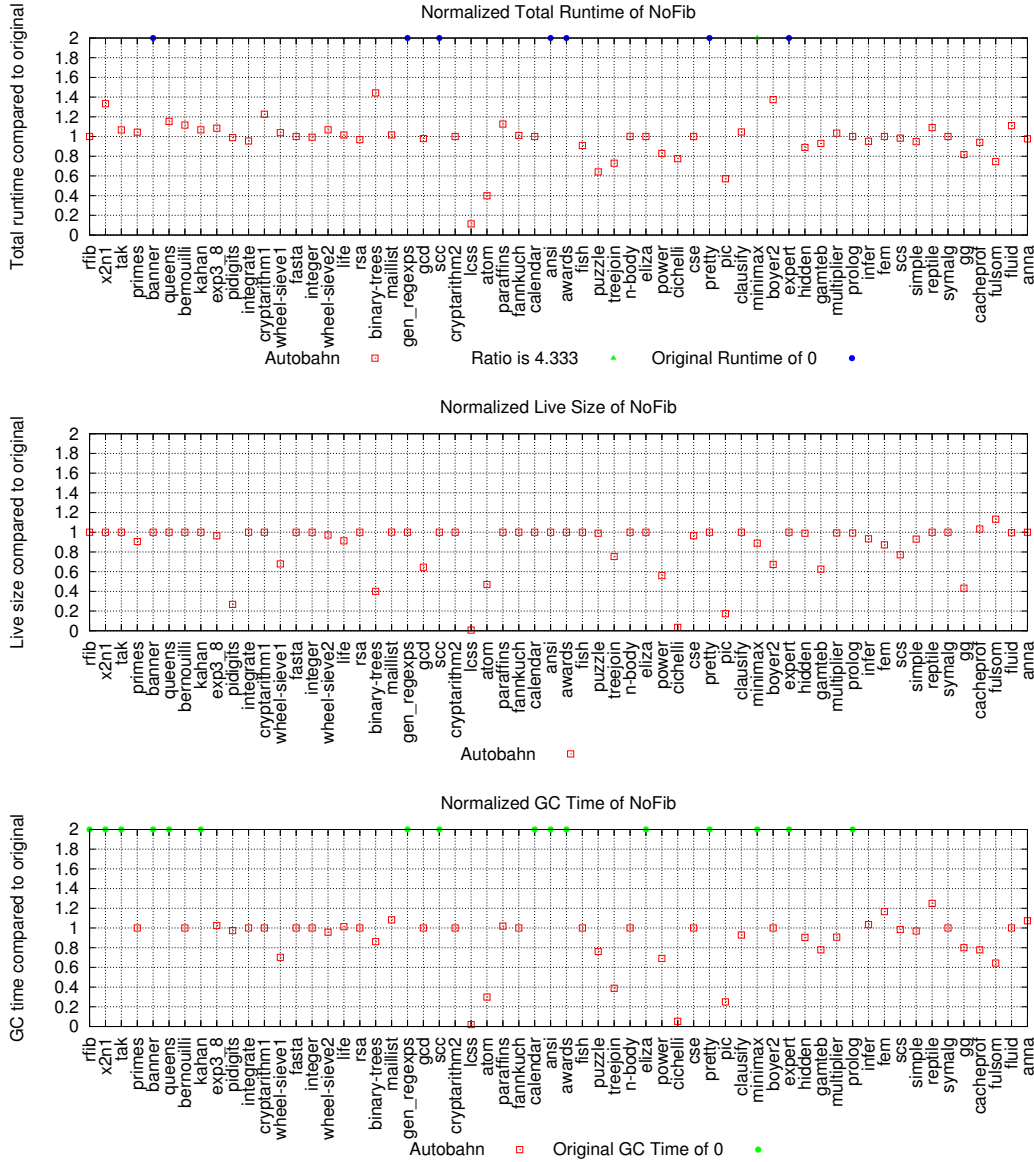 Normalized Total Runtime of NoFib
Total runtime compared to original
2
1.8
1.6
1.4
1.2
1
0.8
0.6
0.4
0.2
0
rfib
x2n1
tak
primes
banner
queens
bernouilli
kahan
exp3_8
pidigits
integrate
cryptarithm1
wheel-sieve1
fasta
integer
wheel-sieve2
life
rsa
binary-trees
maillist
gen_regexps
gcd
scc
cryptarithm2
lcss
atom
paraffins
fannkuch
calendar
ansi
awards
fish
puzzle
treejoin
n-body
eliza
power
cichelli
cse
pretty
pic
clausify
minimax
boyer2
expert
hidden
gamteb
multiplier
prolog
infer
fem
scs
simple
reptile
symalg
gg
cacheprof
fulsom
fluid
anna
Autobahn
Ratio is 4.333
Original Runtime of 0
Normalized Live Size of NoFib
Live size compared to original
2
1.8
1.6
1.4
1.2
1
0.8
0.6
0.4
0.2
0
rfib
x2n1
tak
primes
banner
queens
bernouilli
kahan
exp3_8
pidigits
integrate
cryptarithm1
wheel-sieve1
fasta
integer
wheel-sieve2
life
rsa
binary-trees
maillist
gen_regexps
gcd
scc
cryptarithm2
lcss
atom
paraffins
fannkuch
calendar
ansi
awards
fish
puzzle
treejoin
n-body
eliza
power
cichelli
cse
pretty
pic
clausify
minimax
boyer2
expert
hidden
gamteb
multiplier
prolog
infer
fem
scs
simple
reptile
symalg
gg
cacheprof
fulsom
fluid
anna
Autobahn
Normalized GC Time of NoFib
GC time compared to original
2
1.8
1.6
1.4
1.2
1
0.8
0.6
0.4
0.2
0
rfib
x2n1
tak
primes
banner
queens
bernouilli
kahan
exp3_8
pidigits
integrate
cryptarithm1
wheel-sieve1
fasta
integer
wheel-sieve2
life
rsa
binary-trees
maillist
gen_regexps
gcd
scc
cryptarithm2
lcss
atom
paraffins
fannkuch
calendar
ansi
awards
fish
puzzle
treejoin
n-body
eliza
power
cichelli
cse
pretty
pic
clausify
minimax
boyer2
expert
hidden
gamteb
multiplier
prolog
infer
fem
scs
simple
reptile
symalg
gg
cacheprof
fulsom
fluid
anna
Autobahn
Original GC Time of 0